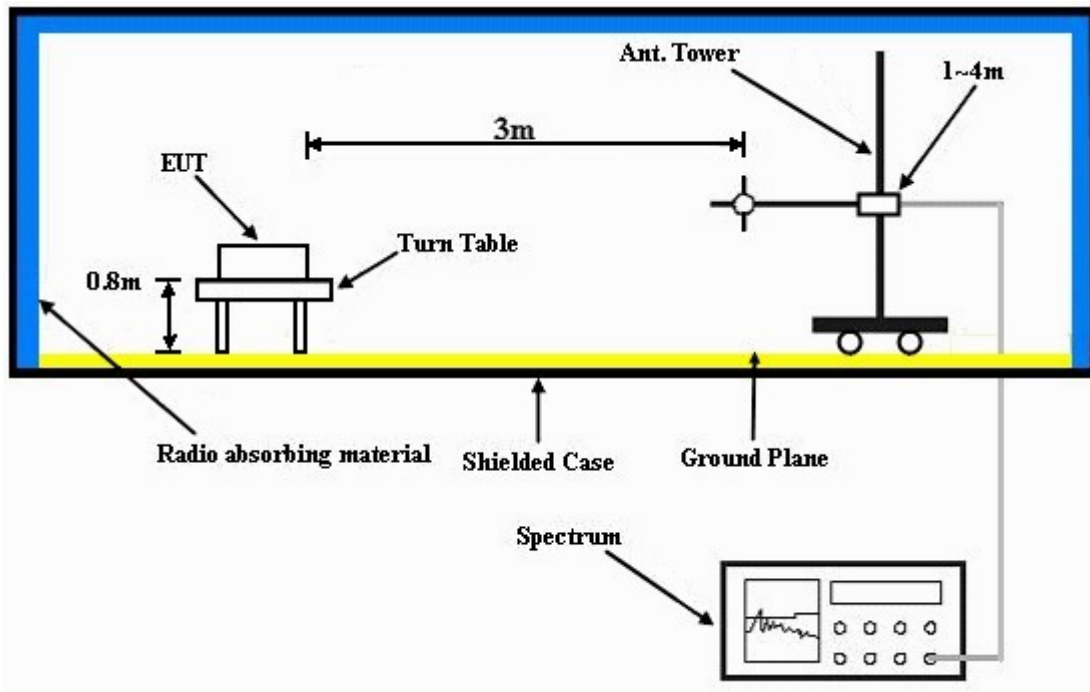 Ant. Tower
1~4m
3m
EUT
Turn Table
0.8m
Radio absorbing material
Shielded Case
Ground Plane
Spectrum